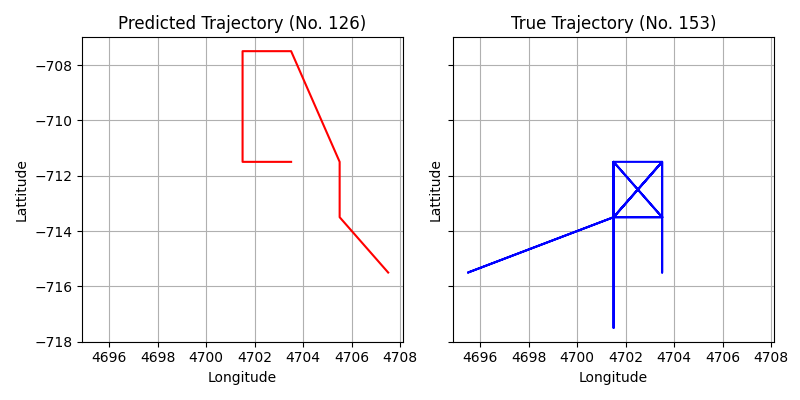 Predicted Trajectory (No. 126)
True Trajectory (No. 153)
Lattitude
−708
−710
−712
−714
−716
−718
4696 4698 4700 4702 4704 4706 4708
Longitude
Lattitude
4696 4698 4700 4702 4704 4706 4708
Longitude